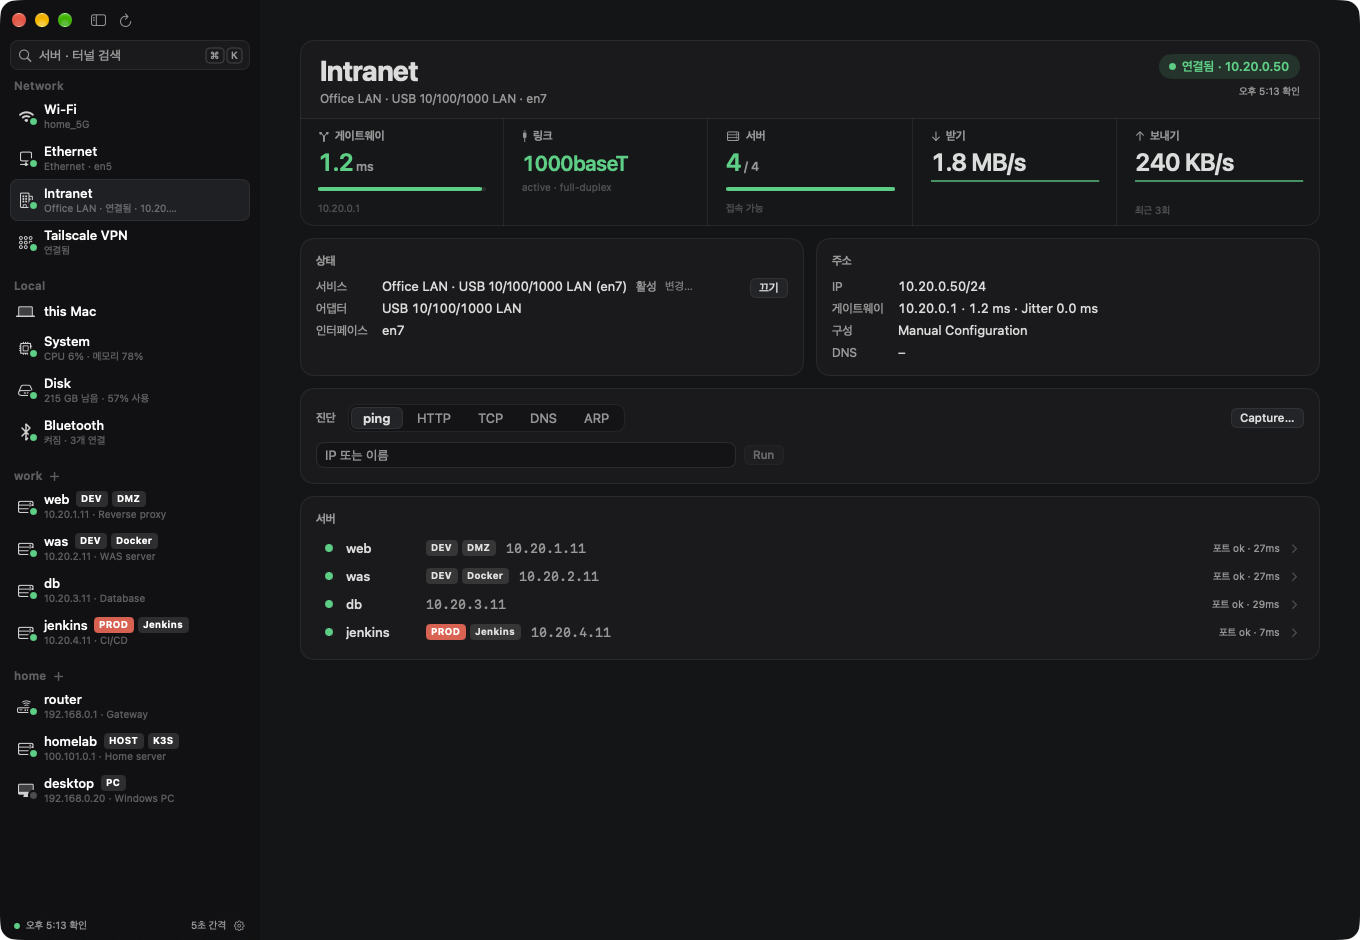 서버 · 터널 검색 ⌘ K
Network
Wi-Fi
home_5G
Ethernet
Ethernet · en5
Intranet
Office LAN · 연결됨 · 10.20....
Tailscale VPN
연결됨
Local
this Mac
System
CPU 6% · 메모리 78%
Disk
215 GB 남음 · 57% 사용
Bluetooth
켜짐 · 3개 연결
work +
web DEV DMZ
10.20.1.11 · Reverse proxy
was DEV Docker
10.20.2.11 · WAS server
db
10.20.3.11 · Database
jenkins PROD Jenkins
10.20.4.11 · CI/CD
home +
router
192.168.0.1 · Gateway
homelab HOST K3S
100.101.0.1 · Home server
desktop PC
192.168.0.20 · Windows PC
오후 5:13 확인 5초 간격
Intranet
Office LAN · USB 10/100/1000 LAN · en7
연결됨 · 10.20.0.50
오후 5:13 확인
게이트웨이
1.2 ms
10.20.0.1
링크
1000baseT
active · full-duplex
서버
4 / 4
접속 가능
받기
1.8 MB/s
보내기
240 KB/s
최근 3회
상태
서비스 Office LAN · USB 10/100/1000 LAN (en7) 활성 변경... 끄기
어댑터 USB 10/100/1000 LAN
인터페이스 en7
주소
IP 10.20.0.50/24
게이트웨이 10.20.0.1 · 1.2 ms · Jitter 0.0 ms
구성 Manual Configuration
DNS –
진단 ping HTTP TCP DNS ARP Capture...
IP 또는 이름 Run
서버
web DEV DMZ 10.20.1.11 포트 ok · 27ms
was DEV Docker 10.20.2.11 포트 ok · 27ms
db 10.20.3.11 포트 ok · 29ms
jenkins PROD Jenkins 10.20.4.11 포트 ok · 7ms